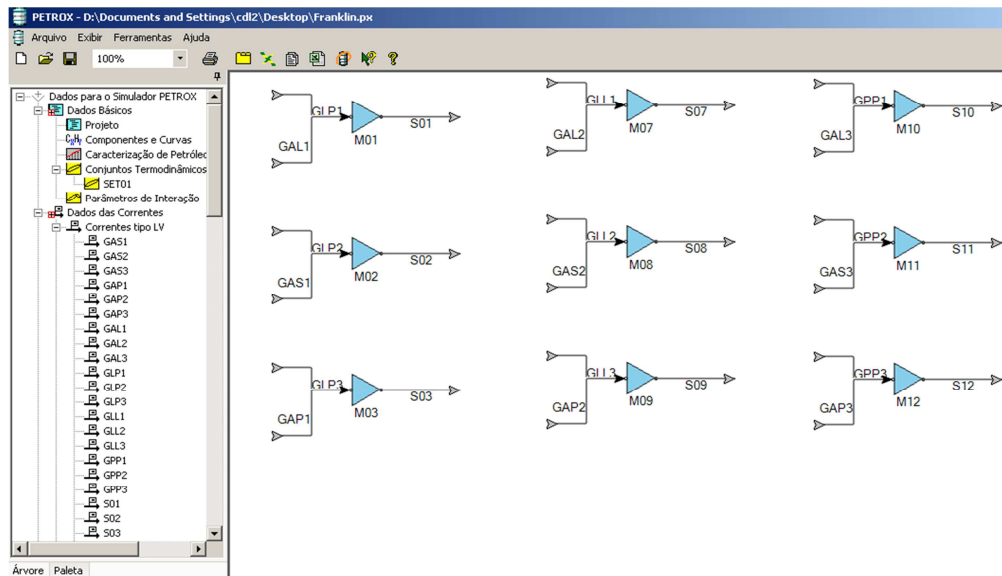 PETROX - D:\Documents and Settings\cdl2\Desktop\Franklin.px
Arquivo Exibir Ferramentas Ajuda
100%
Dados para o Simulador PETROX
Dados Básicos
Projeto
CxHy Componentes e Curvas
Caracterização de Petróleo
Conjuntos Termodinâmicos
SET01
Parâmetros de Interação
Dados das Correntes
Correntes tipo LV
GAS1
GAS2
GAS3
GAP1
GAP2
GAP3
GAL1
GAL2
GAL3
GLP1
GLP2
GLP3
GLL1
GLL2
GLL3
GPP1
GPP2
GPP3
S01
S02
S03
Árvore Paleta
GLP1 S01
GAL1 M01
GLL1 S07
GAL2 M07
GPP1 S10
GAL3 M10
GLP2 S02
GAS1 M02
GLL2 S08
GAS2 M08
GPP2 S11
GAS3 M11
GLP3 S03
GAP1 M03
GLL3 S09
GAP2 M09
GPP3 S12
GAP3 M12